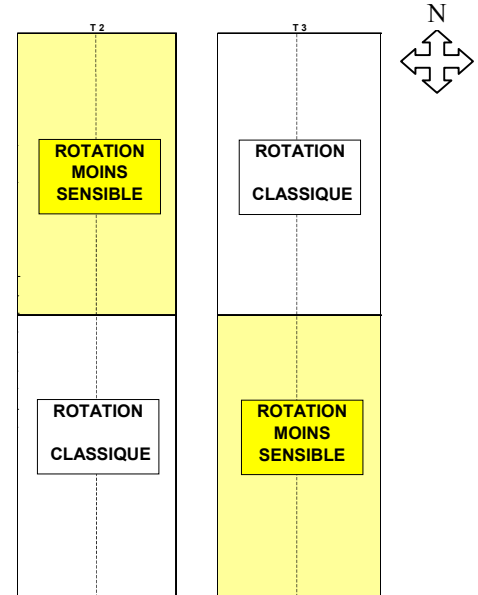 N
T 2
T 3
ROTATION
MOINS
SENSIBLE
ROTATION
CLASSIQUE
ROTATION
CLASSIQUE
ROTATION
MOINS
SENSIBLE